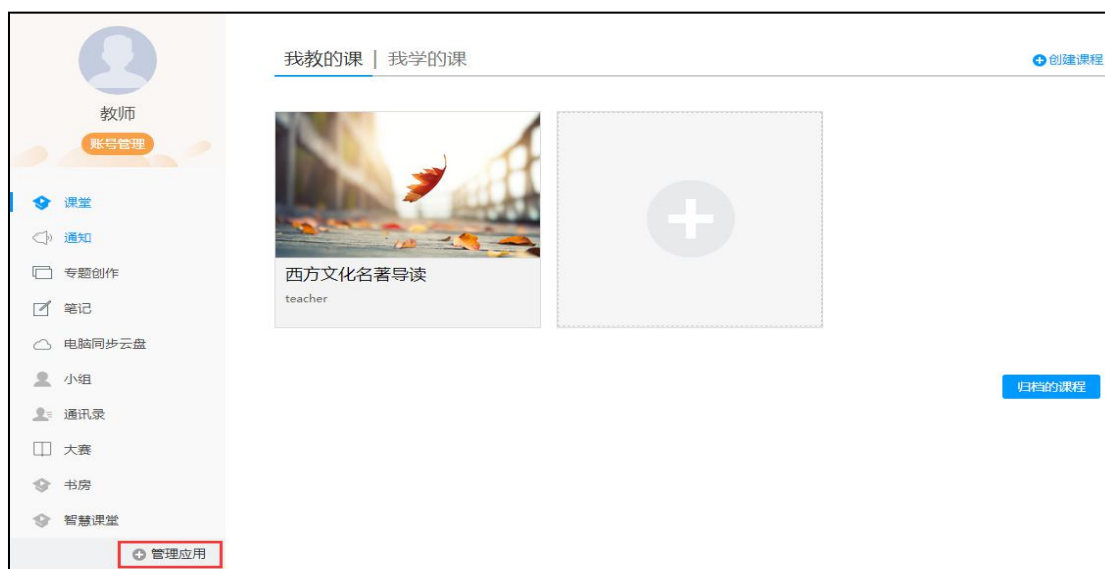 教师
账号管理
课堂
通知
专题创作
笔记
电脑同步云盘
小组
通讯录
大赛
书房
智慧课堂
管理应用
我教的课 | 我学的课
创建课程
西方文化名著导读
teacher
归档的课程